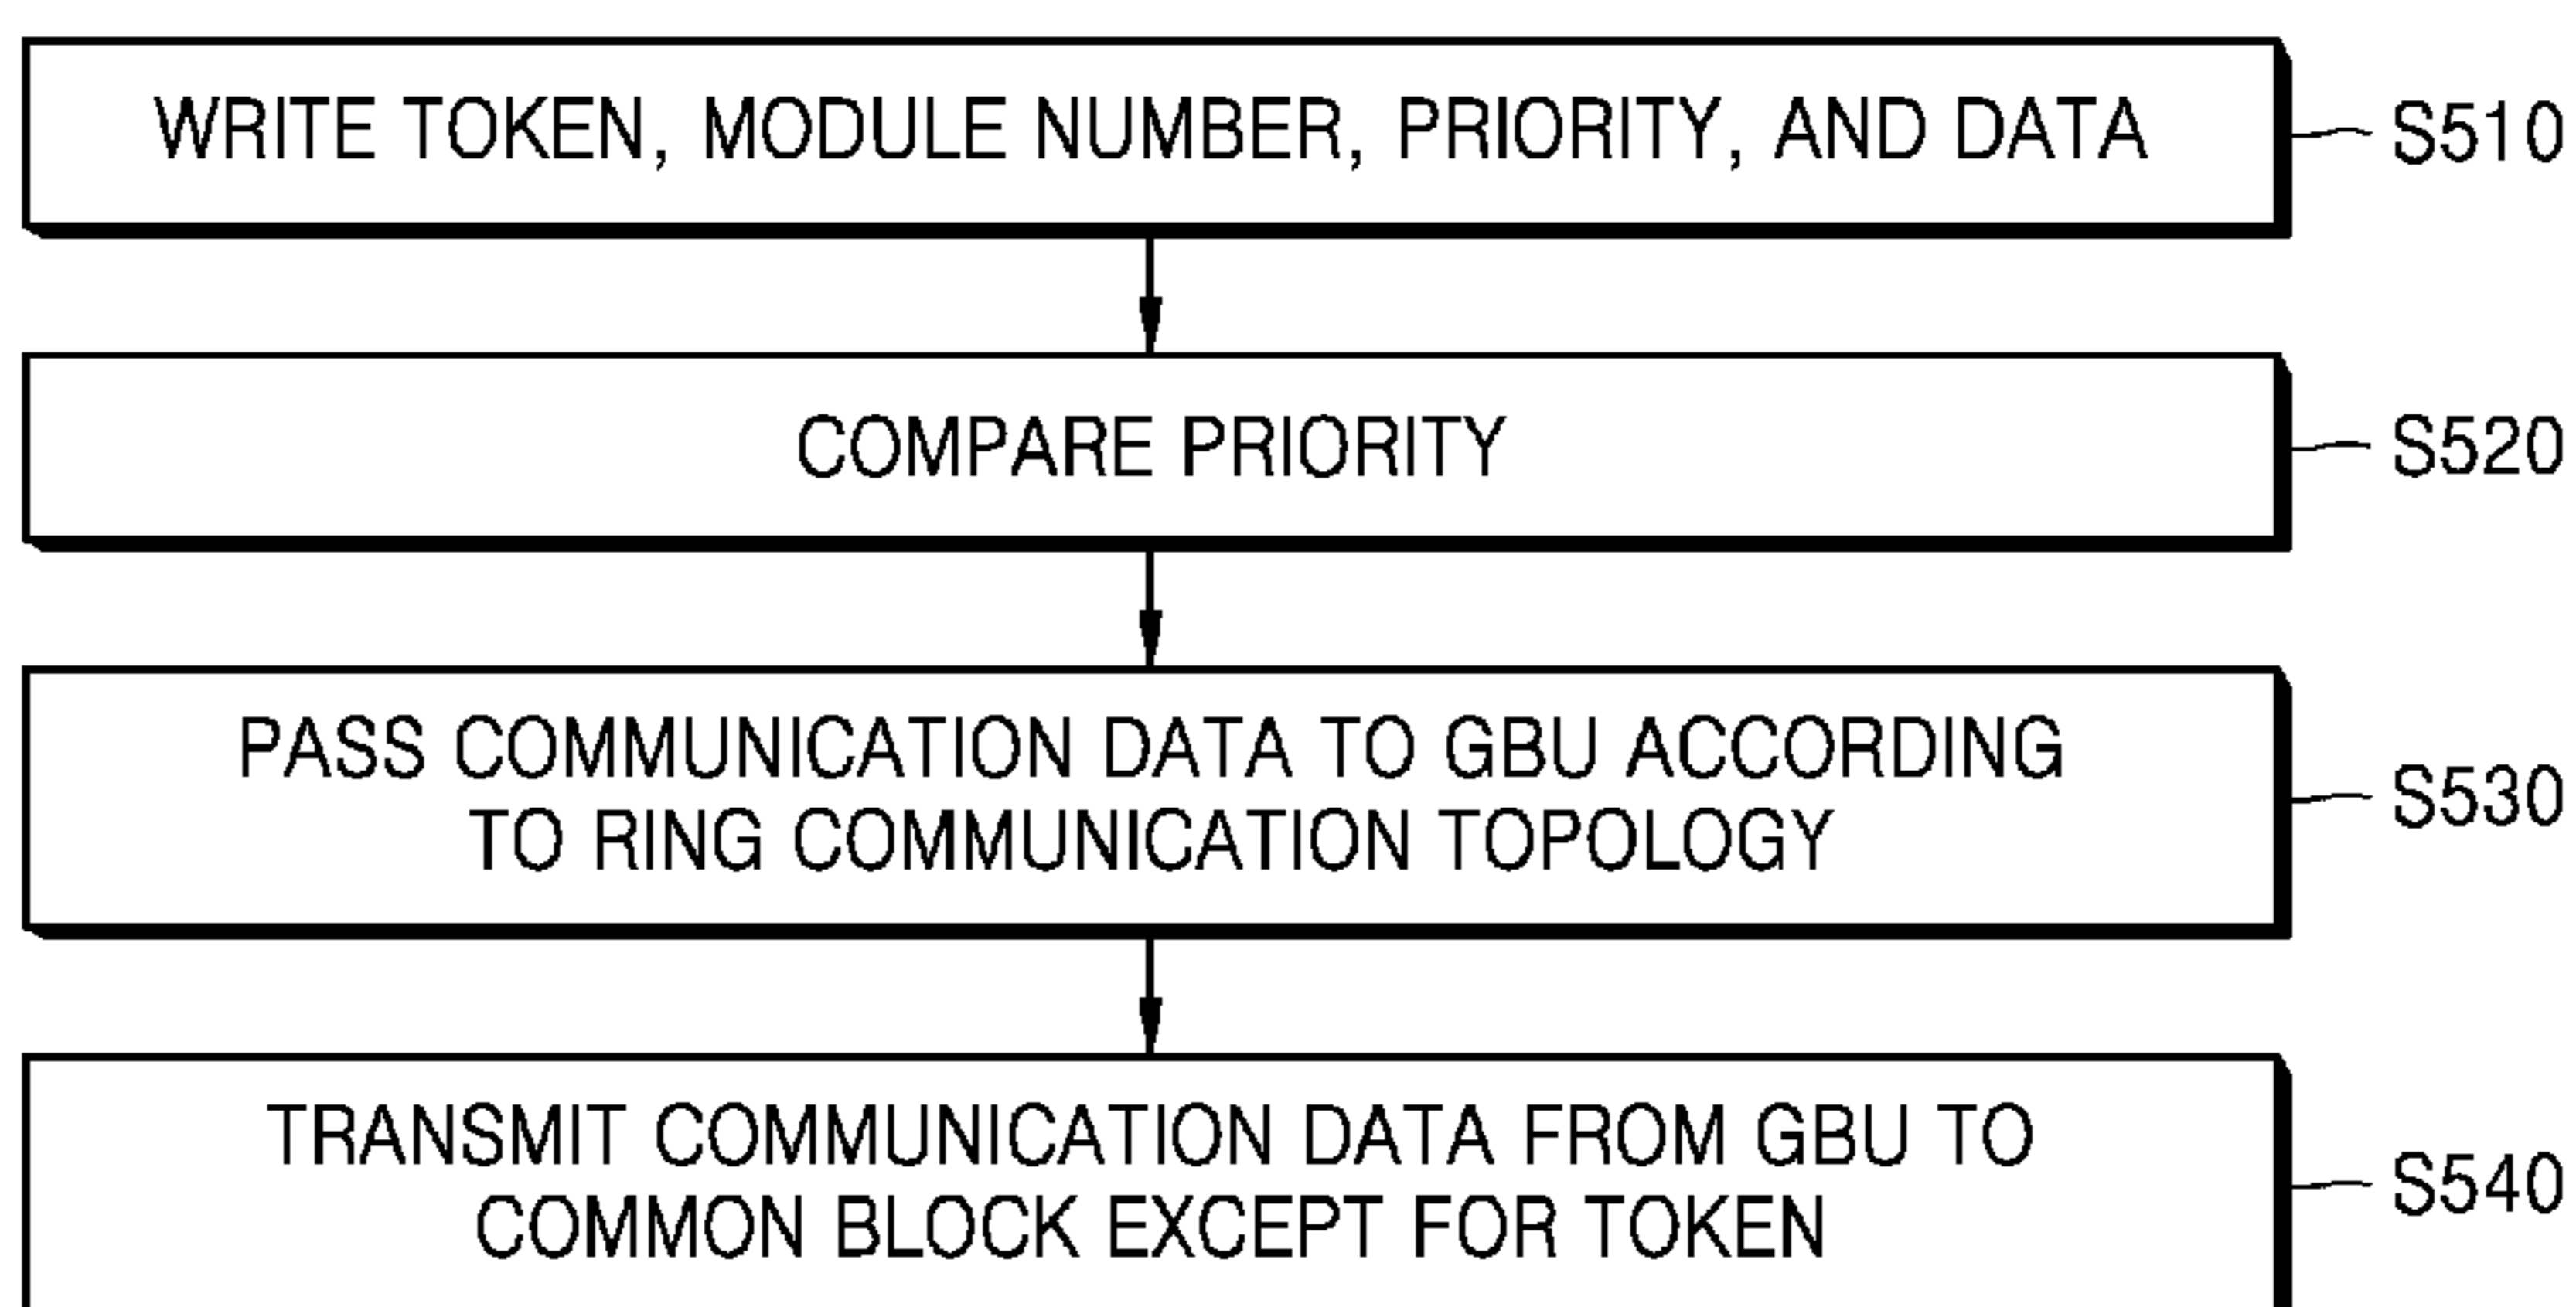 WRITE TOKEN, MODULE NUMBER, PRIORITY, AND DATA
S510
COMPARE PRIORITY
S520
PASS COMMUNICATION DATA TO GBU ACCORDING
TO RING COMMUNICATION TOPOLOGY
S530
TRANSMIT COMMUNICATION DATA FROM GBU TO
COMMON BLOCK EXCEPT FOR TOKEN
S540